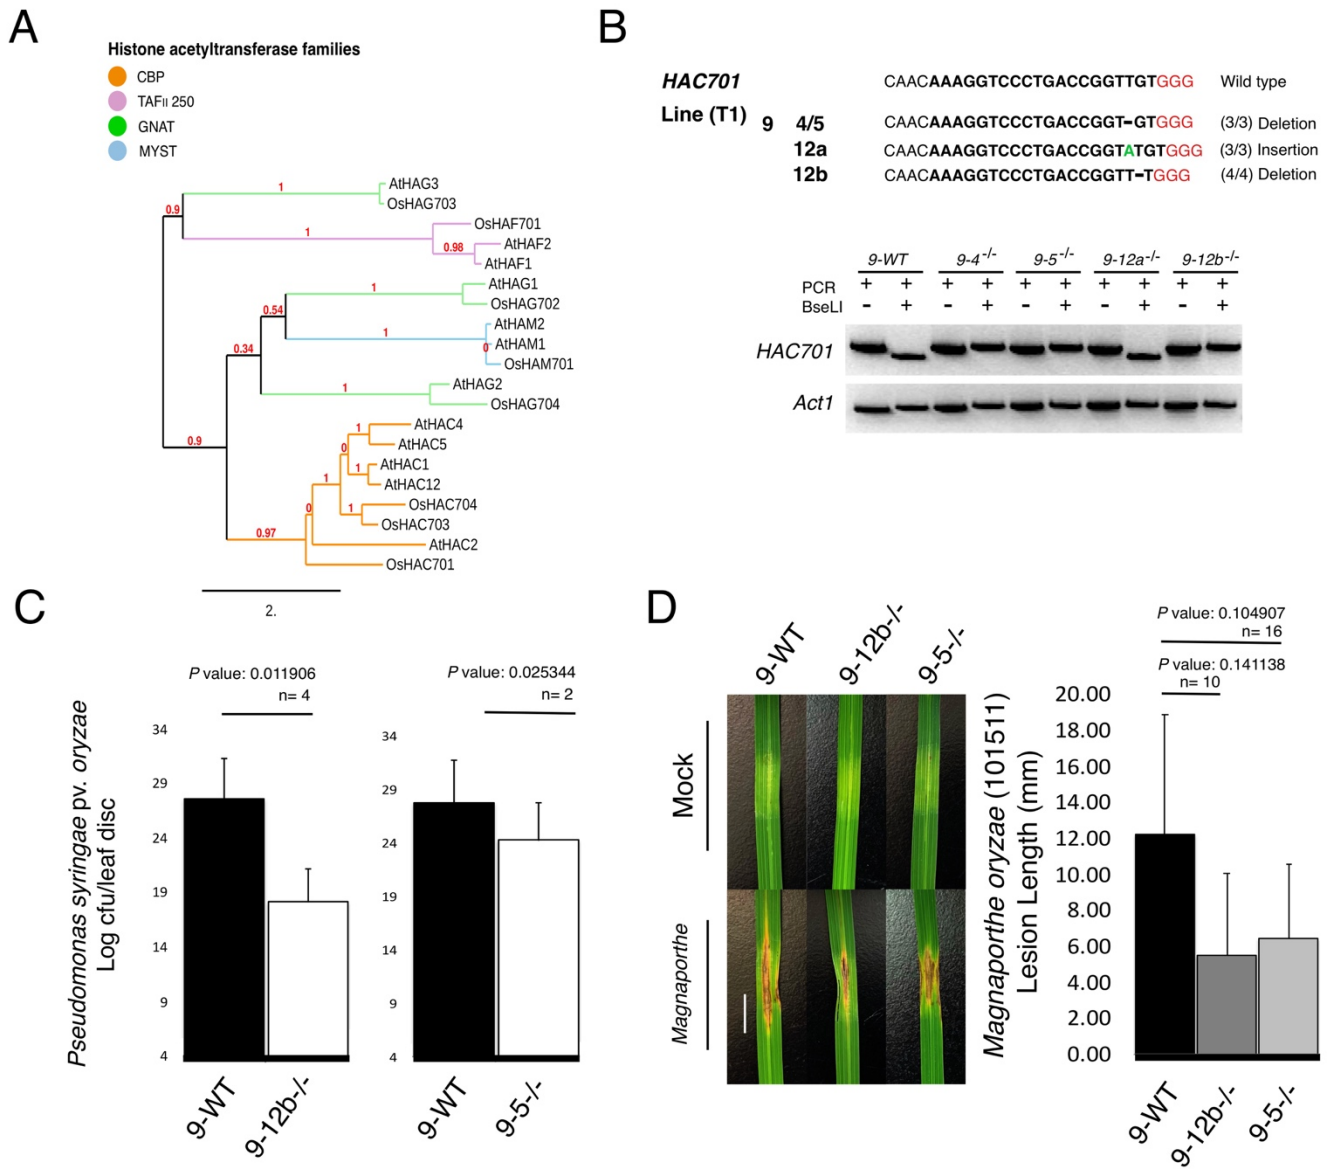 A
Histone acetyltransferase families
CBP
TAFII 250
GNAT
MYST
AtHAG3
1
OsHAG703
0.9
OsHAF701
1
AtHAF2
0.98
AtHAF1
AtHAG1
1
OsHAG702
0.54
AtHAM2
1
AtHAM1
0
OsHAM701
0.34
AtHAG2
1
OsHAG704
AtHAC4
1
AtHAC5
0.9
0
AtHAC1
1
AtHAC12
1
OsHAC704
1
0
OsHAC703
0.97
AtHAC2
OsHAC701
2.
B
HAC701 CAACAAAGGTCCCTGACCGGTTGTGGG Wild type
Line (T1)
9 4/5 CAACAAAGGTCCCTGACCGGT-GTGGG (3/3) Deletion
12a CAACAAAGGTCCCTGACCGGTATGTGGG (3/3) Insertion
12b CAACAAAGGTCCCTGACCGGTT-TGGG (4/4) Deletion
9-WT 9-4-/- 9-5-/- 9-12a-/- 9-12b-/-
PCR + + + + + + + + + +
BseLI - + - + - + - + - +
HAC701
Act1
C
Pseudomonas syringae pv. oryzae
Log cfu/leaf disc
P value: 0.011906
n= 4
34
29
24
19
14
9
4
9-WT
9-12b-/-
P value: 0.025344
n= 2
34
29
24
19
14
9
4
9-WT
9-5-/-
D
9-WT
9-12b-/-
9-5-/-
Mock
Magnaporthe
Magnaporthe oryzae (101511)
Lesion Length (mm)
P value: 0.104907
n= 16
P value: 0.141138
n= 10
20.00
18.00
16.00
14.00
12.00
10.00
8.00
6.00
4.00
2.00
0.00
9-WT
9-12b-/-
9-5-/-